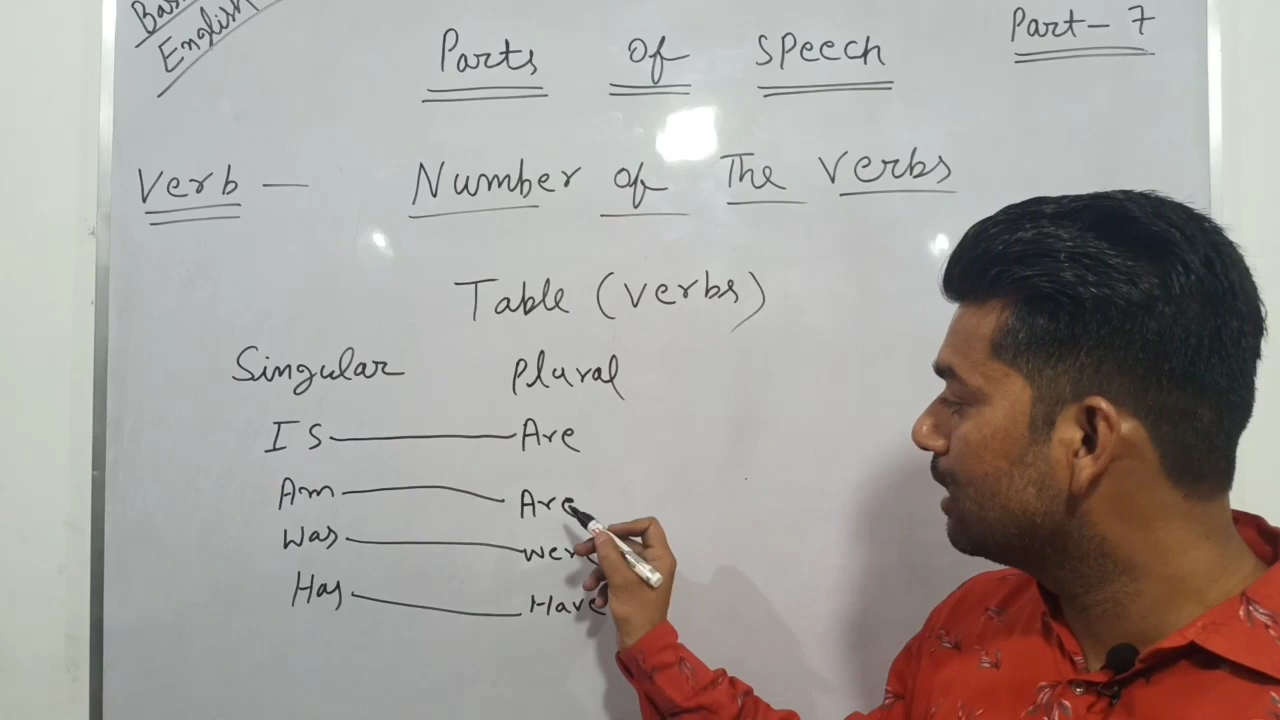 English
Parts of Speech
Part - 7
Verb - Number of The Verbs
Table (verbs)
Singular Plural
IS Are
Am Are
Was Were
Has Have